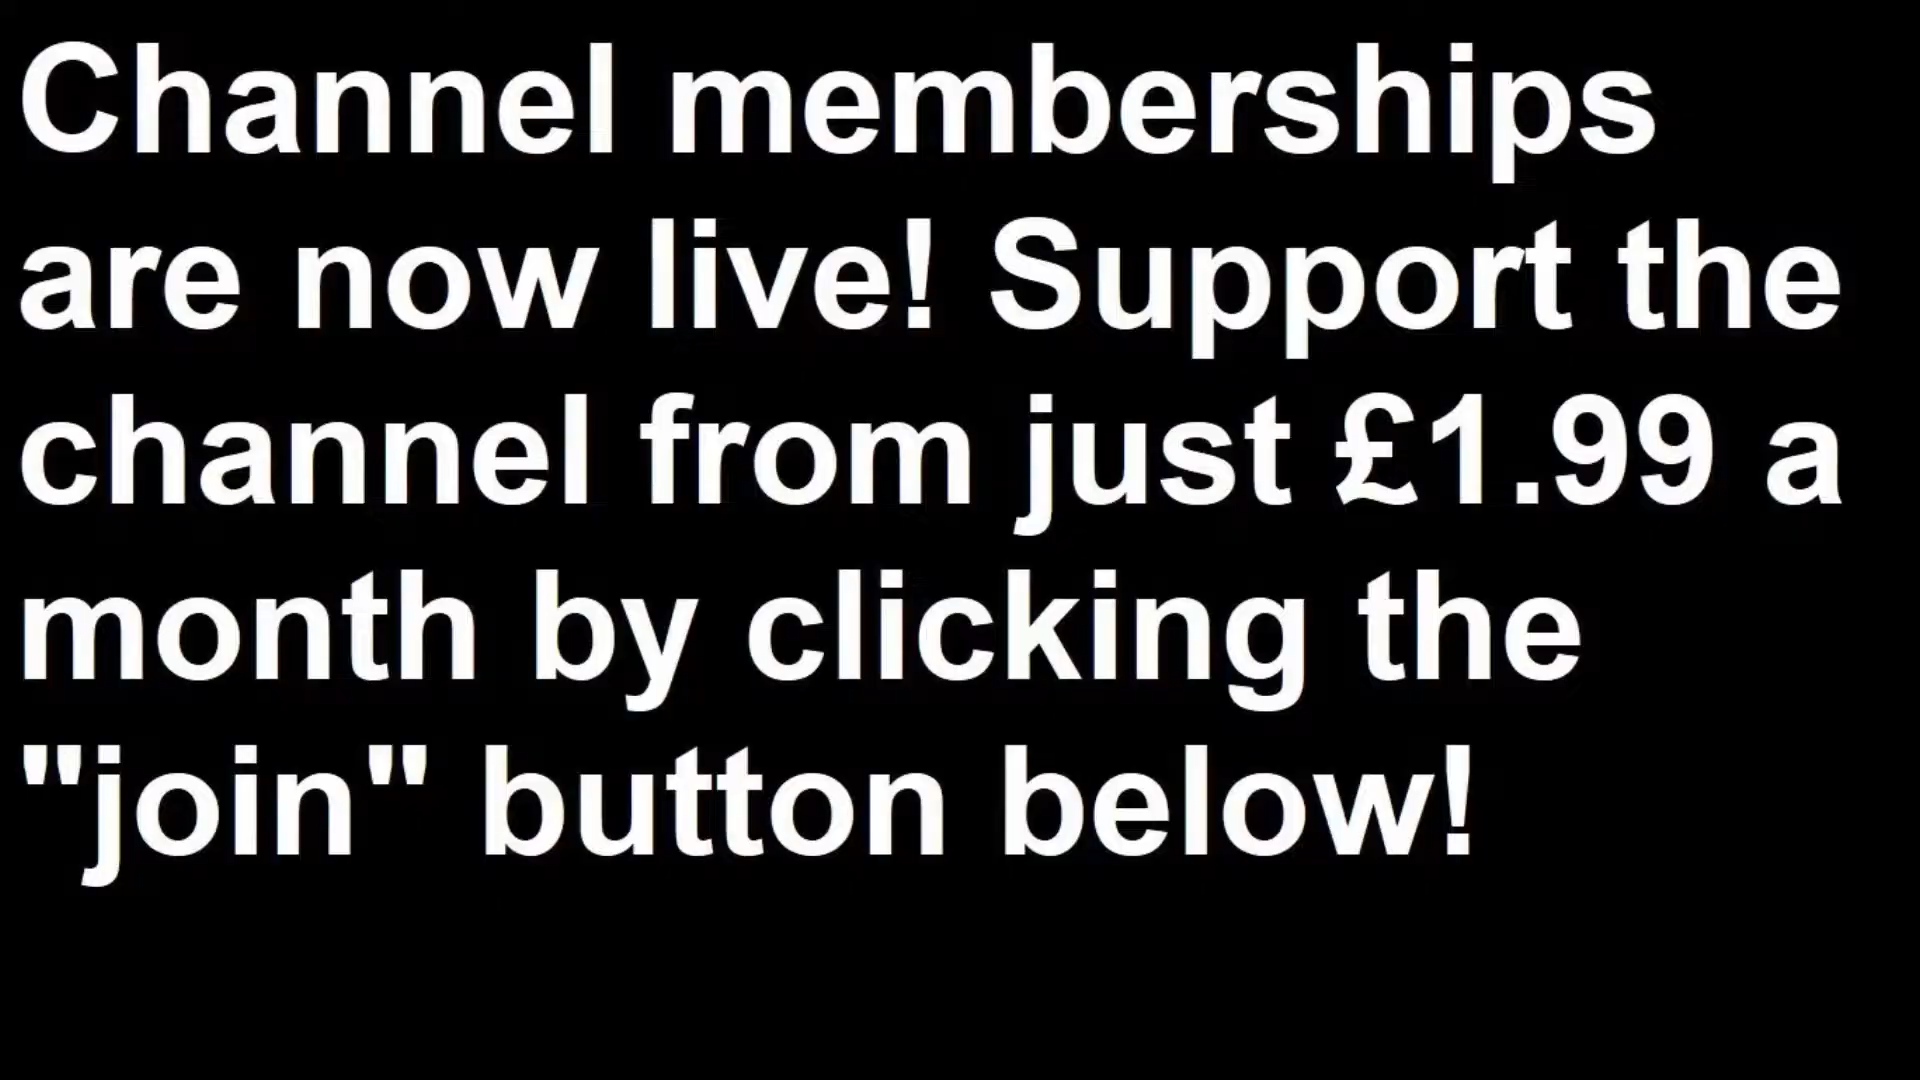 Channel memberships
are now live! Support the
channel from just £1.99 a
month by clicking the
"join" button below!